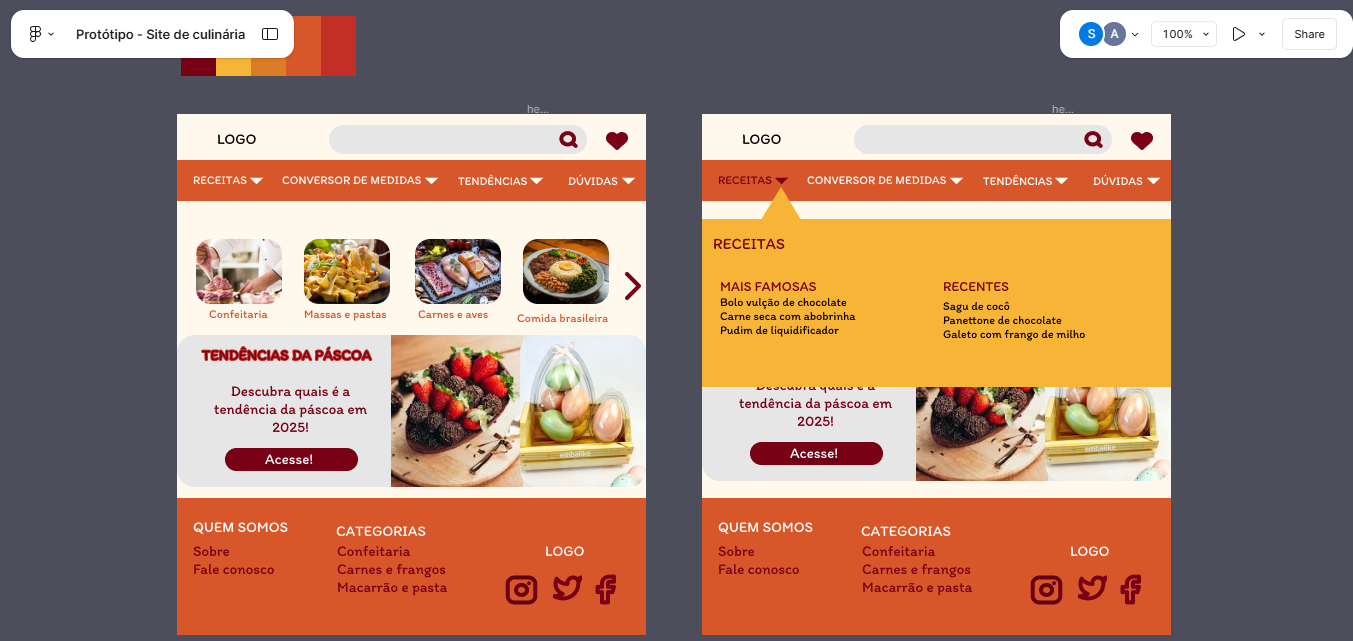 Protótipo - Site de culinária
S A
100%
Share
he...
LOGO
RECEITAS CONVERSOR DE MEDIDAS TENDÊNCIAS DÚVIDAS
Confeitaria
Massas e pastas
Carnes e aves
Comida brasileira
TENDÊNCIAS DA PÁSCOA
Descubra quais é a
tendência da páscoa em
2025!
Acesse!
embalike
QUEM SOMOS
Sobre
Fale conosco
CATEGORIAS
Confeitaria
Carnes e frangos
Macarrão e pasta
LOGO
he...
LOGO
RECEITAS CONVERSOR DE MEDIDAS TENDÊNCIAS DÚVIDAS
RECEITAS
MAIS FAMOSAS
Bolo vulção de chocolate
Carne seca com abobrinha
Pudim de liquidificador
RECENTES
Sagu de cocô
Panettone de chocolate
Galeto com frango de milho
Descubra quais é a
tendência da páscoa em
2025!
Acesse!
embalike
QUEM SOMOS
Sobre
Fale conosco
CATEGORIAS
Confeitaria
Carnes e frangos
Macarrão e pasta
LOGO